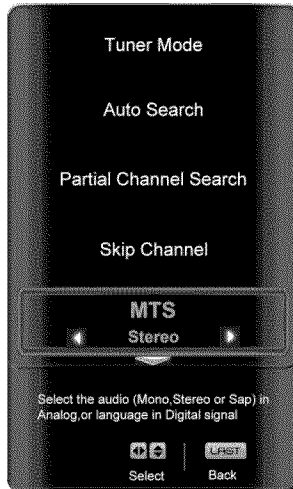 Tuner Mode
Auto Search
Partial Channel Search
Skip Channel
MTS
Stereo
Select the audio (Mono,Stereo or Sap) in
Analog,or language in Digital signal
LAST
Select
Back